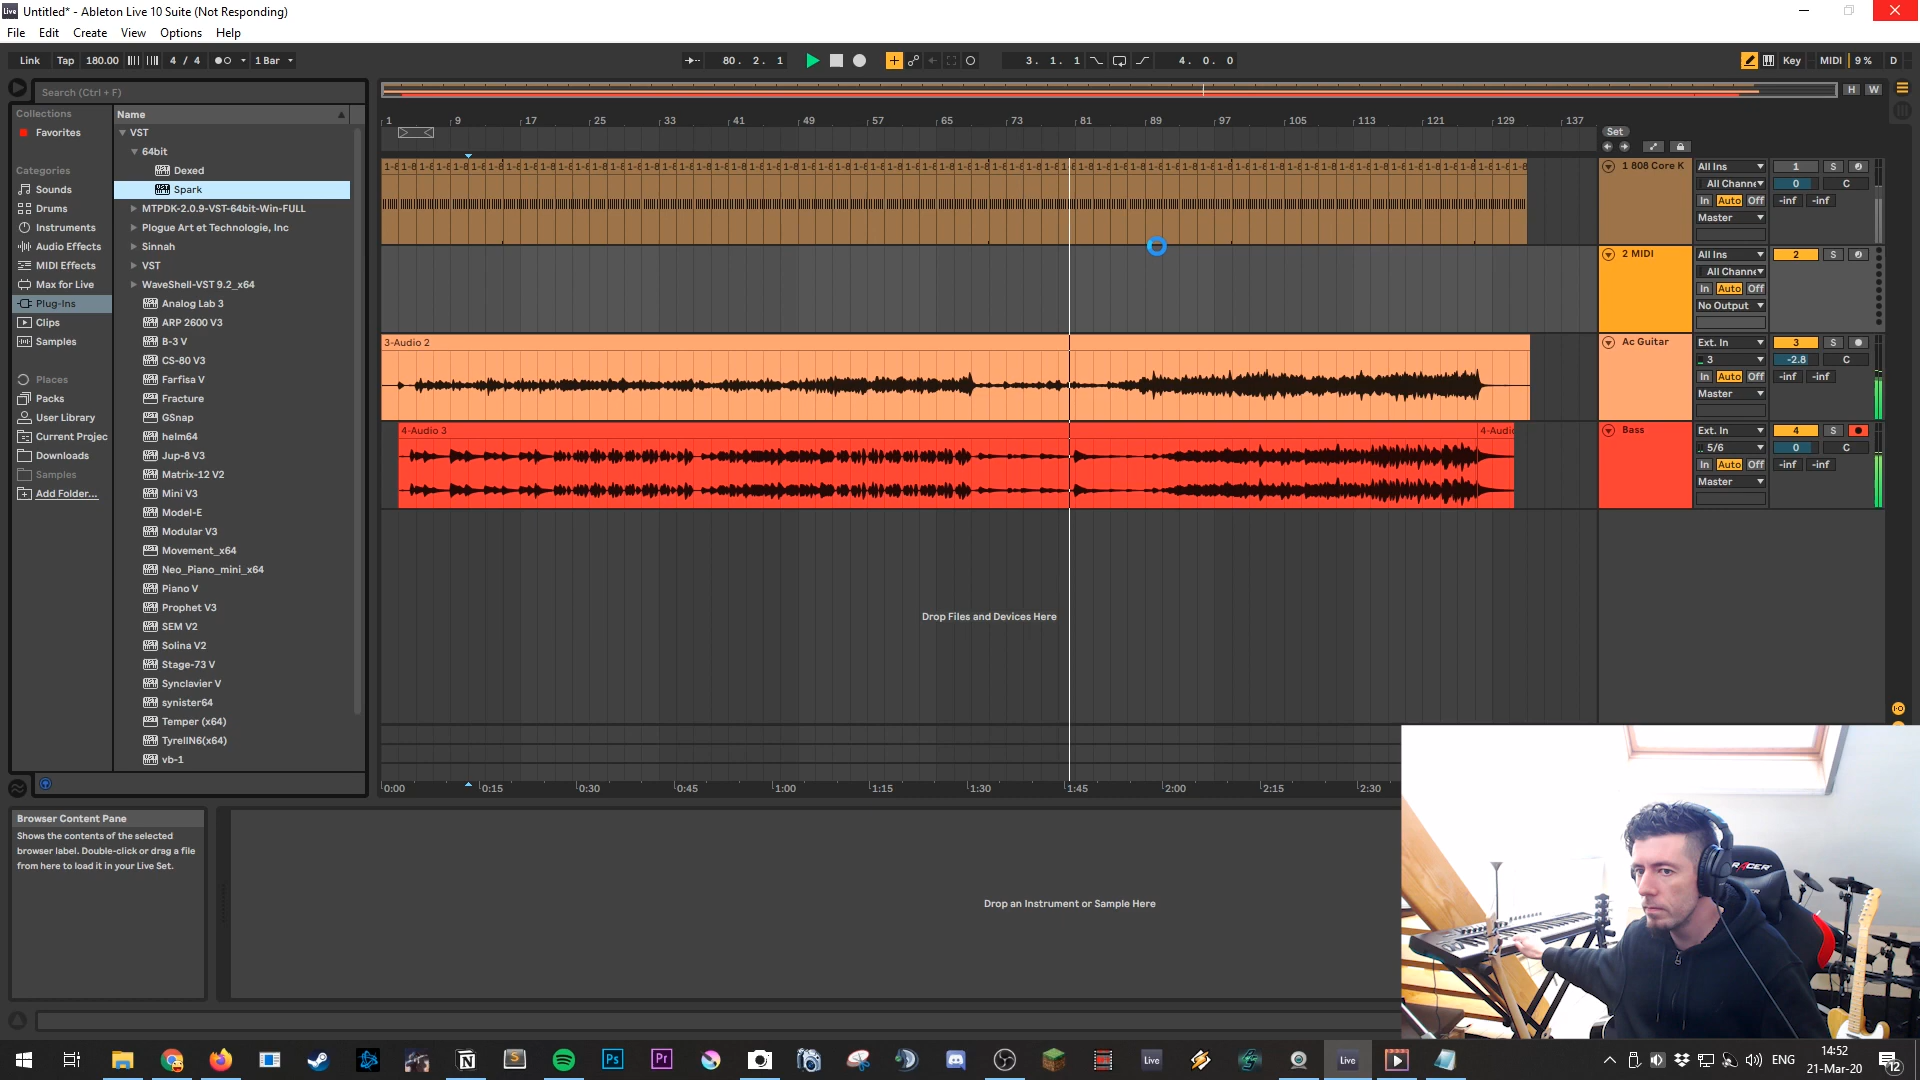 Untitled* - Ableton Live 10 Suite (Not Responding)
File Edit Create View Options Help
Link Tap 180.00 4 / 4 1 Bar 80. 2. 1 3. 1. 1 4. 0. 0 Key MIDI 9 % D
Search (Ctrl + F)
H W
Collections
Favorites
Categories
Sounds
Drums
Instruments
Audio Effects
MIDI Effects
Max for Live
Plug-Ins
Clips
Samples
Places
Packs
User Library
Current Projec
Downloads
Samples
Add Folder...
Name
VST
64bit
Dexed
Spark
MTPDK-2.0.9-VST-64bit-Win-FULL
Plogue Art et Technologie, Inc
Sinnah
VST
WaveShell-VST 9.2_x64
Analog Lab 3
ARP 2600 V3
B-3 V
CS-80 V3
Farfisa V
Fracture
GSnap
helm64
Jup-8 V3
Matrix-12 V2
Mini V3
Model-E
Modular V3
Movement_x64
Neo_Piano_mini_x64
Piano V
Prophet V3
SEM V2
Solina V2
Stage-73 V
Synclavier V
synister64
Temper (x64)
TyrellN6(x64)
vb-1
1 9 17 25 33 41 49 57 65 73 81 89 97 105 113 121 129 137
Set
1 808 Core K All Ins 1 S
All Channe 0 C
In Auto Off -inf -inf
Master
2 MIDI All Ins 2 S
All Channe
In Auto Off
No Output
3-Audio 2
Ac Guitar Ext. In 3 S
3 -2.8 C
In Auto Off -inf -inf
Master
4-Audio 3 4-Audi
Bass Ext. In 4 S
5/6 0 C
In Auto Off -inf -inf
Master
Drop Files and Devices Here
0:00 0:15 0:30 0:45 1:00 1:15 1:30 1:45 2:00 2:15 2:30
Browser Content Pane
Shows the contents of the selected
browser label. Double-click or drag a file
from here to load it in your Live Set.
Drop an Instrument or Sample Here
RACER
Ps Pr Live Live
ENG
14:52
21-Mar-20
12